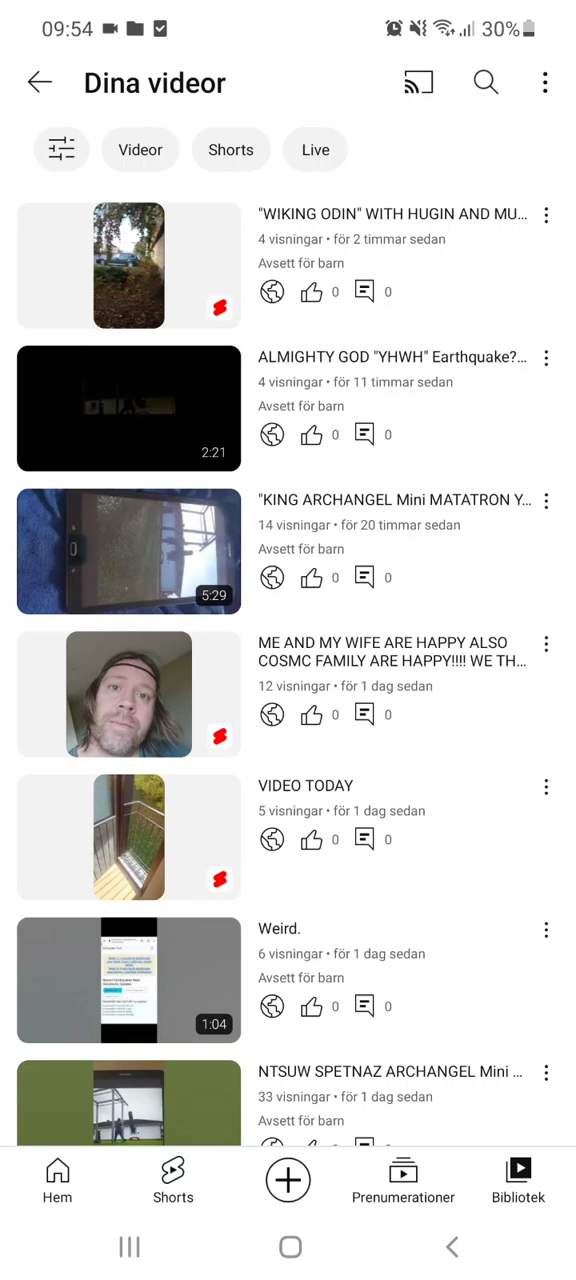 09:54
30%
Dina videor
Videor
Shorts
Live
"WIKING ODIN" WITH HUGIN AND MU...
4 visningar • för 2 timmar sedan
Avsett för barn
0
0
ALMIGHTY GOD "YHWH" Earthquake?...
4 visningar • för 11 timmar sedan
Avsett för barn
0
0
2:21
"KING ARCHANGEL Mini MATATRON Y...
14 visningar • för 20 timmar sedan
Avsett för barn
0
0
5:29
ME AND MY WIFE ARE HAPPY ALSO
COSMC FAMILY ARE HAPPY!!!! WE TH...
12 visningar • för 1 dag sedan
0
0
VIDEO TODAY
5 visningar • för 1 dag sedan
0
0
Weird.
6 visningar • för 1 dag sedan
Avsett för barn
0
0
1:04
NTSUW SPETNAZ ARCHANGEL Mini ...
33 visningar • för 1 dag sedan
Avsett för barn
Hem
Shorts
Prenumerationer
Bibliotek